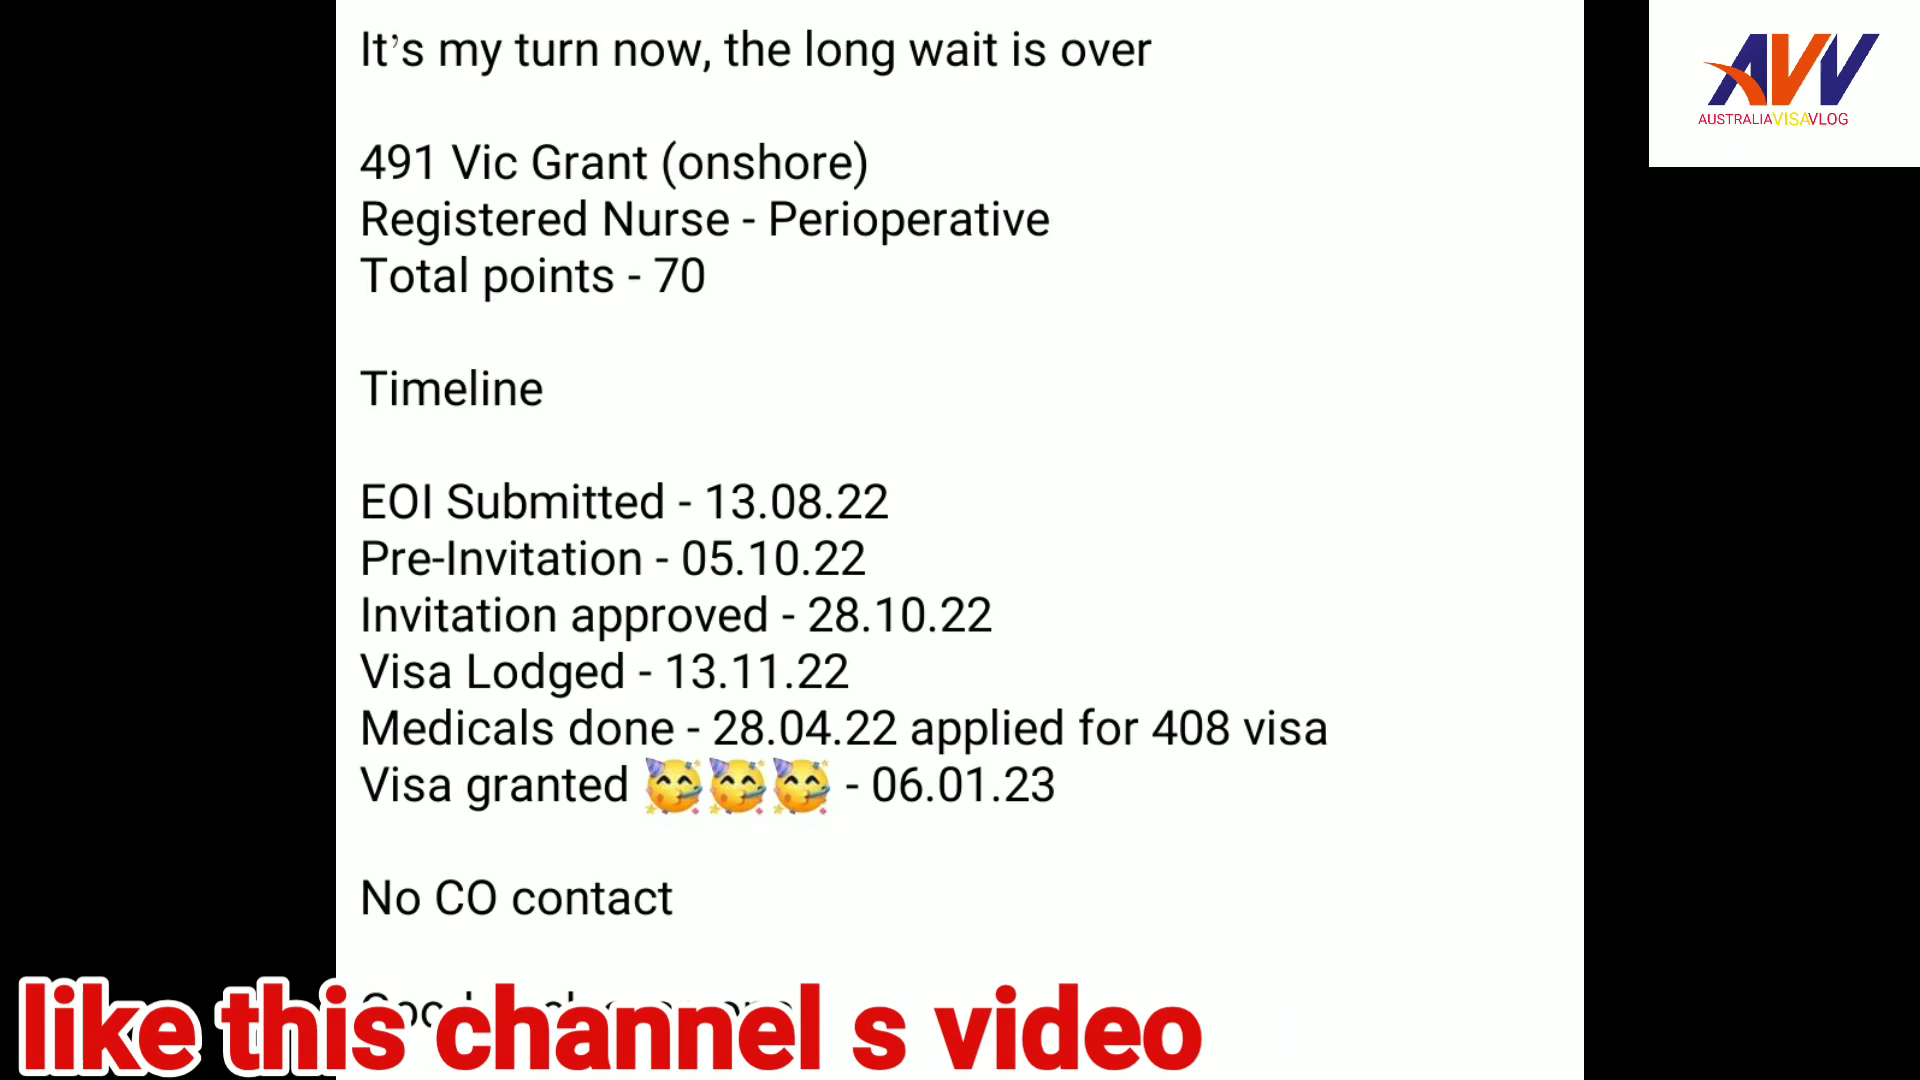 It's my turn now, the long wait is over
491 Vic Grant (onshore)
Registered Nurse - Perioperative
Total points - 70
Timeline
EOI Submitted - 13.08.22
Pre-Invitation - 05.10.22
Invitation approved - 28.10.22
Visa Lodged - 13.11.22
Medicals done - 28.04.22 applied for 408 visa
Visa granted 🥳🥳🥳 - 06.01.23
No CO contact
like this channel s video
AVV
AUSTRALIAVISAVLOG